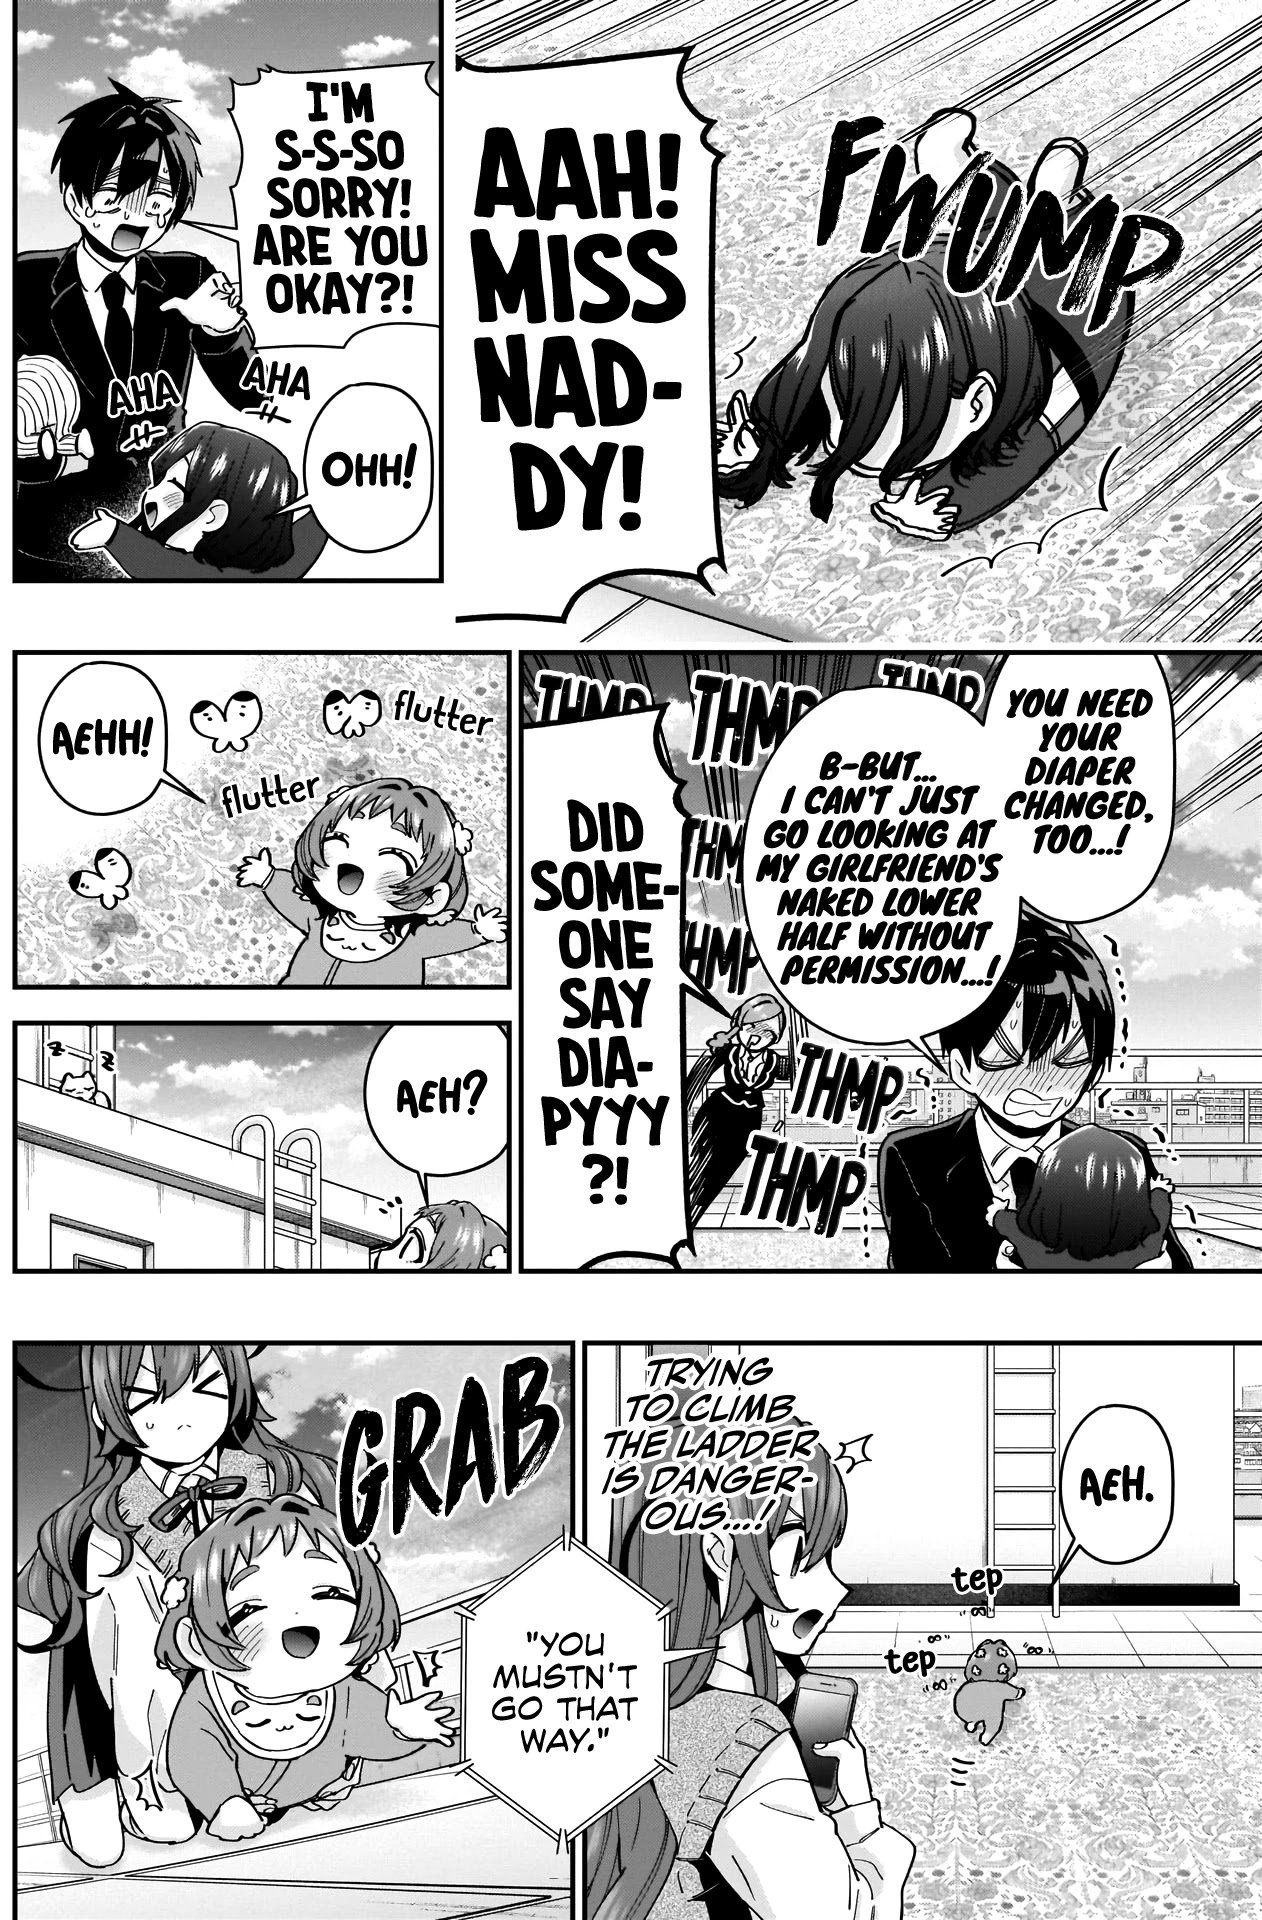 FWUMP
AAH!
MISS
NAD-
DY!
I'M
S-S-SO
SORRY!
ARE YOU
OKAY?!
AHA
AHA
OHH!
YOU NEED
YOUR
DIAPER
CHANGED,
TOO...!
B-BUT...
I CAN'T JUST
GO LOOKING AT
MY GIRLFRIEND'S
NAKED LOWER
HALF WITHOUT
PERMISSION...!
THMP
THMP
THMP
THMP
THMP
THMP
THMP
DID
SOME-
ONE
SAY
DIA-
PYYY
?!
AEHH!
flutter
flutter
AEH?
z
z
AEH.
tep
tep
TRYING
TO CLIMB
THE LADDER
IS DANGER-
OUS...!
"YOU
MUSTN'T
GO THAT
WAY."
GRAB